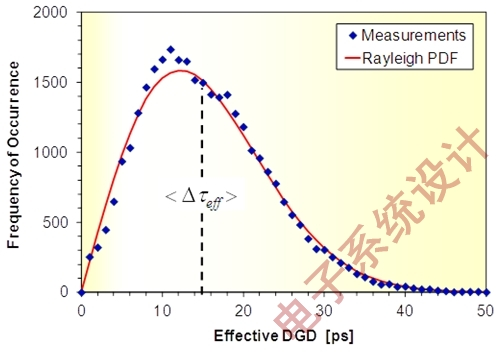 2000
1500
1000
500
0
Frequency of Occurrence
Measurements
Rayleigh PDF
< Δ τeff >
0 10 20 30 40 50
Effective DGD [ps]
电子系统设计